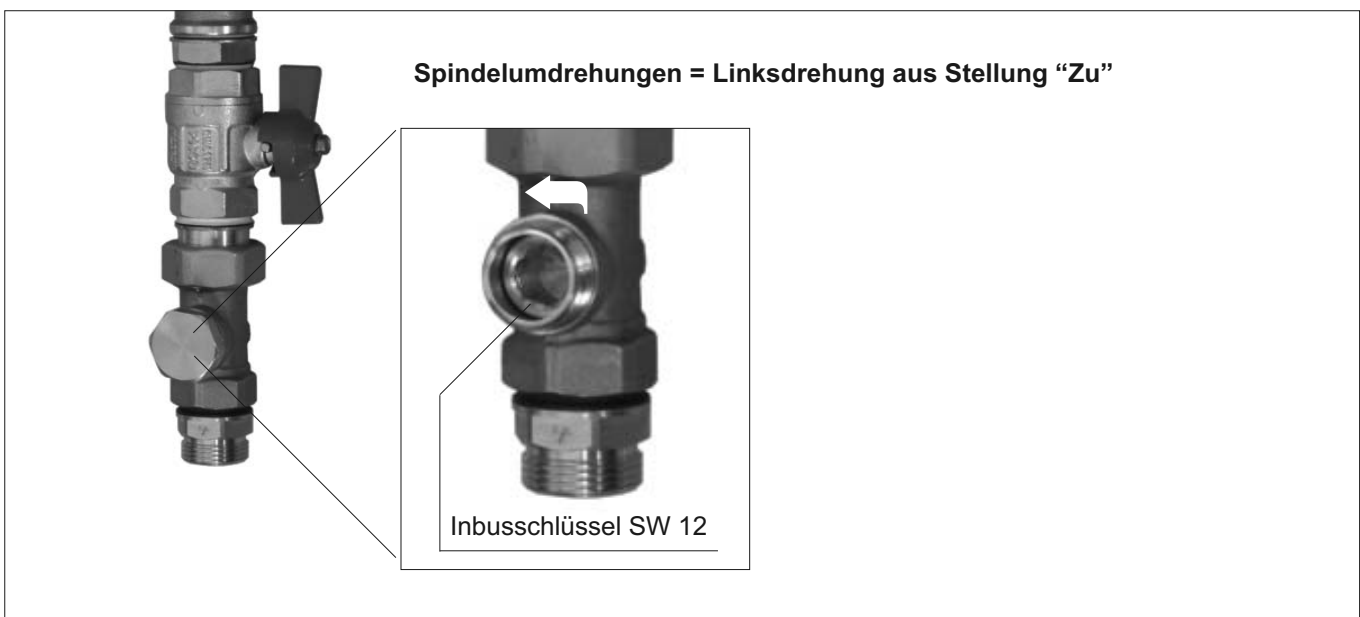 Spindelumdrehungen = Linksdrehung aus Stellung “Zu”
Inbusschlüssel SW 12